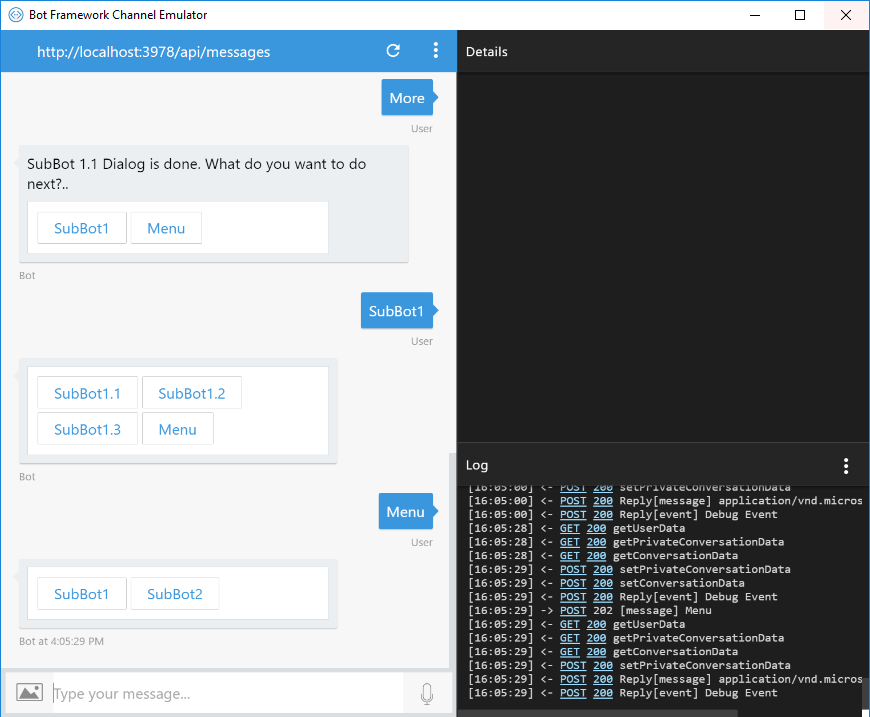 Bot Framework Channel Emulator
http://localhost:3978/api/messages
More
User
SubBot 1.1 Dialog is done. What do you want to do
next?..
SubBot1 Menu
Bot
SubBot1
User
SubBot1.1 SubBot1.2
SubBot1.3 Menu
Bot
Menu
User
SubBot1 SubBot2
Bot at 4:05:29 PM
Type your message...
Details
Log
[16:05:00] <- POST 200 setPrivateConversationData
[16:05:00] <- POST 200 Reply[message] application/vnd.micros
[16:05:00] <- POST 200 Reply[event] Debug Event
[16:05:28] <- GET 200 getUserData
[16:05:28] <- GET 200 getPrivateConversationData
[16:05:28] <- GET 200 getConversationData
[16:05:29] <- POST 200 setPrivateConversationData
[16:05:29] <- POST 200 setConversationData
[16:05:29] <- POST 200 Reply[event] Debug Event
[16:05:29] -> POST 202 [message] Menu
[16:05:29] <- GET 200 getUserData
[16:05:29] <- GET 200 getPrivateConversationData
[16:05:29] <- GET 200 getConversationData
[16:05:29] <- POST 200 setPrivateConversationData
[16:05:29] <- POST 200 Reply[message] application/vnd.micros
[16:05:29] <- POST 200 Reply[event] Debug Event